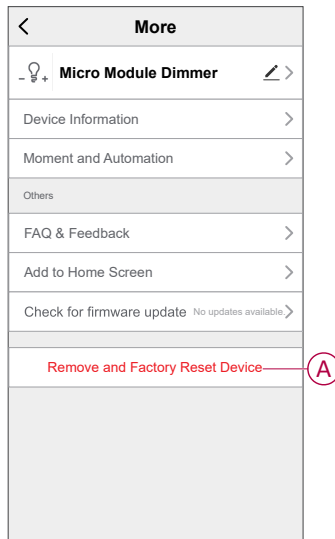 More
Micro Module Dimmer
Device Information
Moment and Automation
Others
FAQ & Feedback
Add to Home Screen
Check for firmware update No updates available
Remove and Factory Reset Device
A